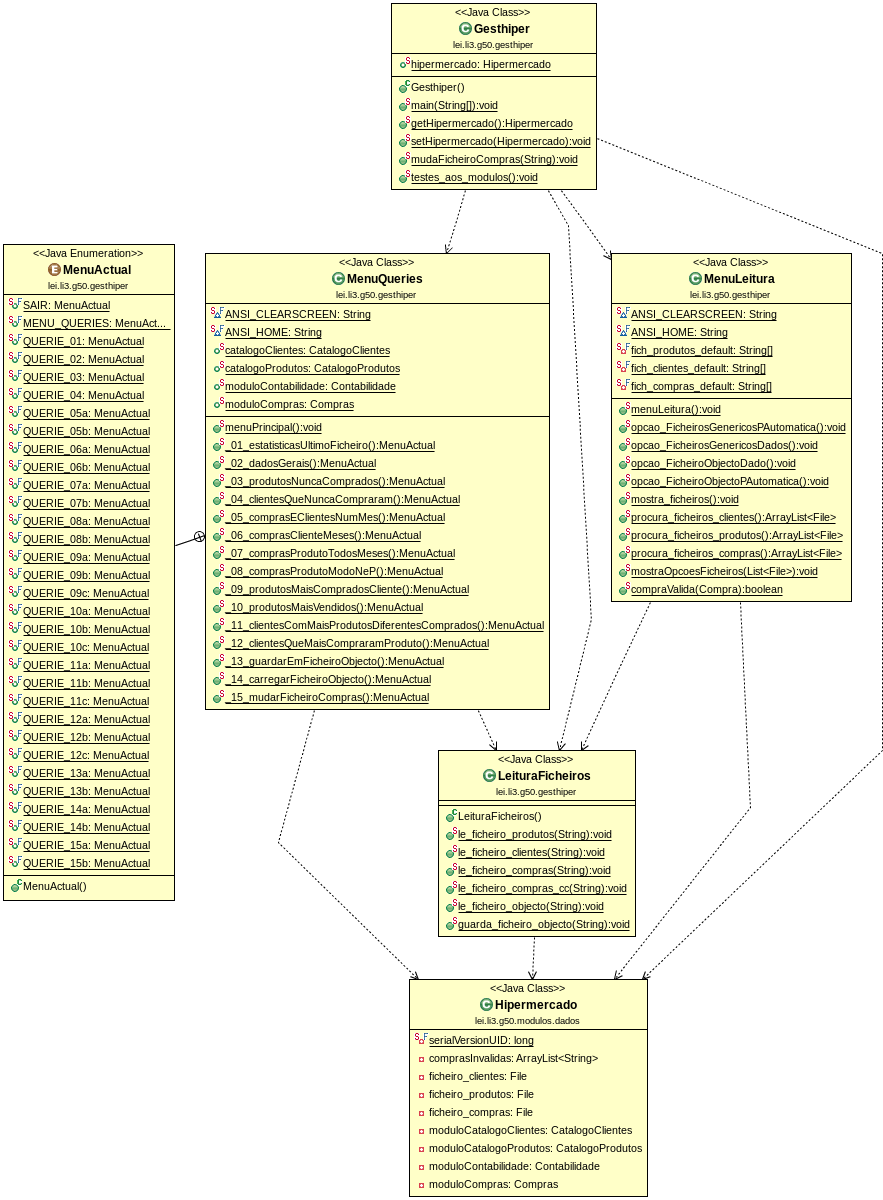 <<Java Class>>
Gesthiper
lei.li3.g50.gesthiper
hipermercado: Hipermercado
Gesthiper()
main(String[]):void
getHipermercado():Hipermercado
setHipermercado(Hipermercado):void
mudaFicheiroCompras(String):void
testes_aos_modulos():void
<<Java Enumeration>>
MenuActual
lei.li3.g50.gesthiper
SAIR: MenuActual
MENU_QUERIES: MenuAct...
QUERIE_01: MenuActual
QUERIE_02: MenuActual
QUERIE_03: MenuActual
QUERIE_04: MenuActual
QUERIE_05a: MenuActual
QUERIE_05b: MenuActual
QUERIE_06a: MenuActual
QUERIE_06b: MenuActual
QUERIE_07a: MenuActual
QUERIE_07b: MenuActual
QUERIE_08a: MenuActual
QUERIE_08b: MenuActual
QUERIE_09a: MenuActual
QUERIE_09b: MenuActual
QUERIE_09c: MenuActual
QUERIE_10a: MenuActual
QUERIE_10b: MenuActual
QUERIE_10c: MenuActual
QUERIE_11a: MenuActual
QUERIE_11b: MenuActual
QUERIE_11c: MenuActual
QUERIE_12a: MenuActual
QUERIE_12b: MenuActual
QUERIE_12c: MenuActual
QUERIE_13a: MenuActual
QUERIE_13b: MenuActual
QUERIE_14a: MenuActual
QUERIE_14b: MenuActual
QUERIE_15a: MenuActual
QUERIE_15b: MenuActual
MenuActual()
<<Java Class>>
MenuQueries
lei.li3.g50.gesthiper
ANSI_CLEARSCREEN: String
ANSI_HOME: String
catalogoClientes: CatalogoClientes
catalogoProdutos: CatalogoProdutos
moduloContabilidade: Contabilidade
moduloCompras: Compras
menuPrincipal():void
_01_estatisticasUltimoFicheiro():MenuActual
_02_dadosGerais():MenuActual
_03_produtosNuncaComprados():MenuActual
_04_clientesQueNuncaCompraram():MenuActual
_05_comprasEClientesNumMes():MenuActual
_06_comprasClienteMeses():MenuActual
_07_comprasProdutoTodosMeses():MenuActual
_08_comprasProdutoModoNeP():MenuActual
_09_produtosMaisCompradosCliente():MenuActual
_10_produtosMaisVendidos():MenuActual
_11_clientesComMaisProdutosDiferentesComprados():MenuActual
_12_clientesQueMaisCompraramProduto():MenuActual
_13_guardarEmFicheiroObjecto():MenuActual
_14_carregarFicheiroObjecto():MenuActual
_15_mudarFicheiroCompras():MenuActual
<<Java Class>>
MenuLeitura
lei.li3.g50.gesthiper
ANSI_CLEARSCREEN: String
ANSI_HOME: String
fich_produtos_default: String[]
fich_clientes_default: String[]
fich_compras_default: String[]
menuLeitura():void
opcao_FicheirosGenericosPAutomatica():void
opcao_FicheirosGenericosDados():void
opcao_FicheiroObjectoDado():void
opcao_FicheiroObjectoPAutomatica():void
mostra_ficheiros():void
procura_ficheiros_clientes():ArrayList<File>
procura_ficheiros_produtos():ArrayList<File>
procura_ficheiros_compras():ArrayList<File>
mostraOpcoesFicheiros(List<File>):void
compraValida(Compra):boolean
<<Java Class>>
LeituraFicheiros
lei.li3.g50.gesthiper
LeituraFicheiros()
le_ficheiro_produtos(String):void
le_ficheiro_clientes(String):void
le_ficheiro_compras(String):void
le_ficheiro_compras_cc(String):void
le_ficheiro_objecto(String):void
guarda_ficheiro_objecto(String):void
<<Java Class>>
Hipermercado
lei.li3.g50.modulos.dados
serialVersionUID: long
comprasInvalidas: ArrayList<String>
ficheiro_clientes: File
ficheiro_produtos: File
ficheiro_compras: File
moduloCatalogoClientes: CatalogoClientes
moduloCatalogoProdutos: CatalogoProdutos
moduloContabilidade: Contabilidade
moduloCompras: Compras